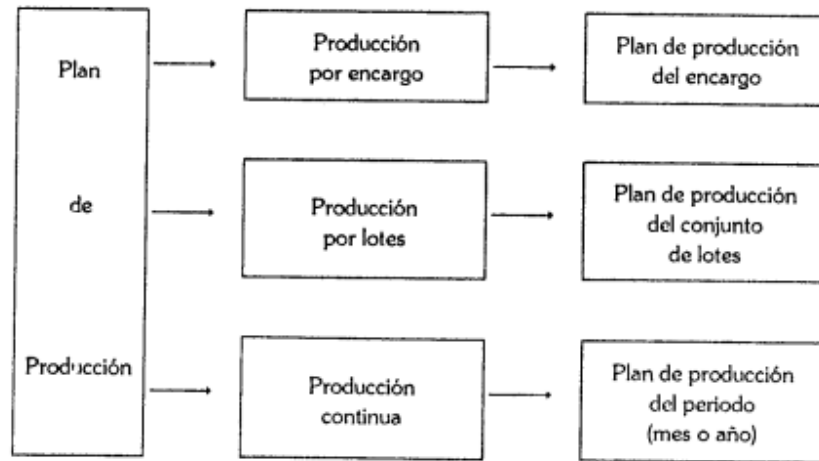 Plan
de
Producción
Producción
por encargo
Plan de producción
del encargo
Producción
por lotes
Plan de producción
del conjunto
de lotes
Producción
continua
Plan de producción
del periodo
(mes o año)